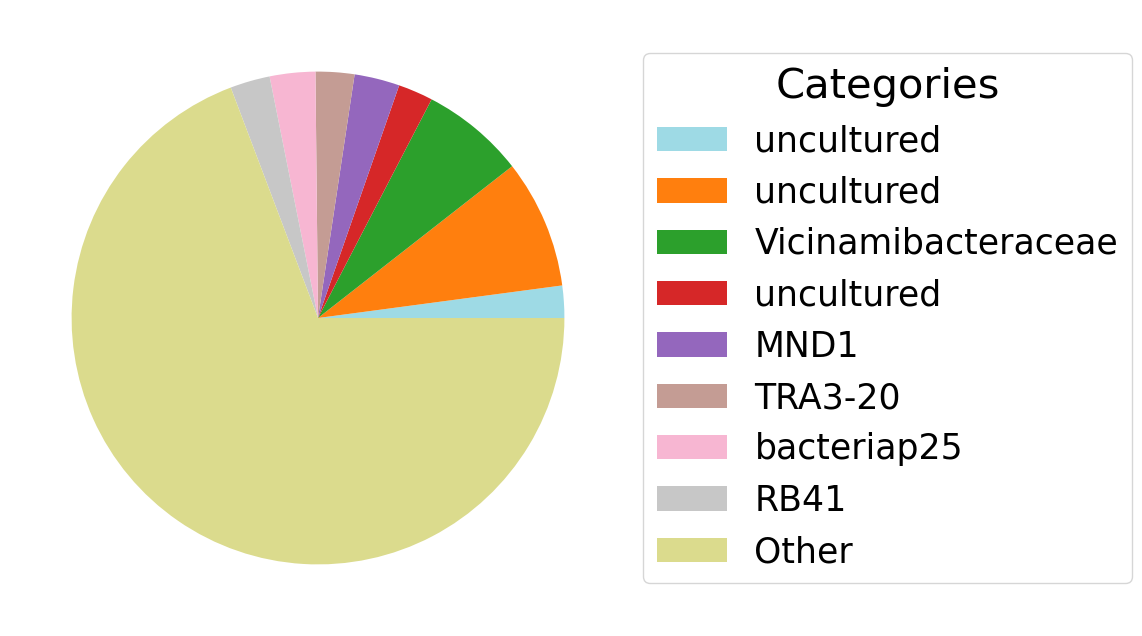 Categories
uncultured
uncultured
Vicinamibacteraceae
uncultured
MND1
TRA3-20
bacteriap25
RB41
Other